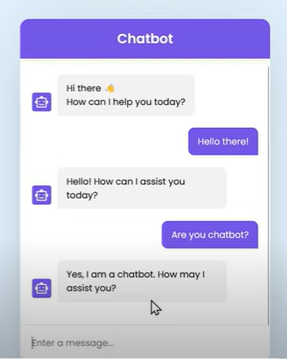 Chatbot
Hi there 👋
How can I help you today?
Hello there!
Hello! How can I assist you
today?
Are you chatbot?
Yes, I am a chatbot. How may I
assist you?
Enter a message...